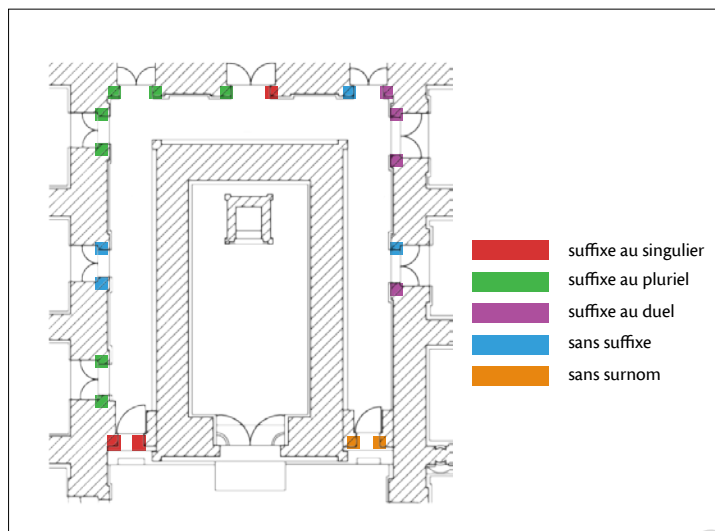 suffixe au singulier
suffixe au pluriel
suffixe au duel
sans suffixe
sans surnom